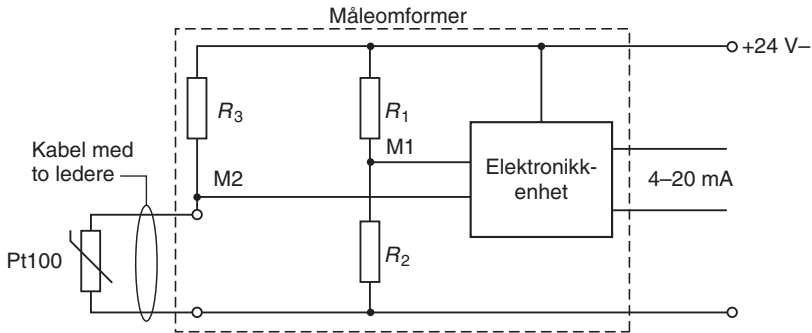 Måleomformer
+24 V–
R3
R1
Kabel med
to ledere
M1
M2
Elektronikk-
enhet
4–20 mA
Pt100
R2